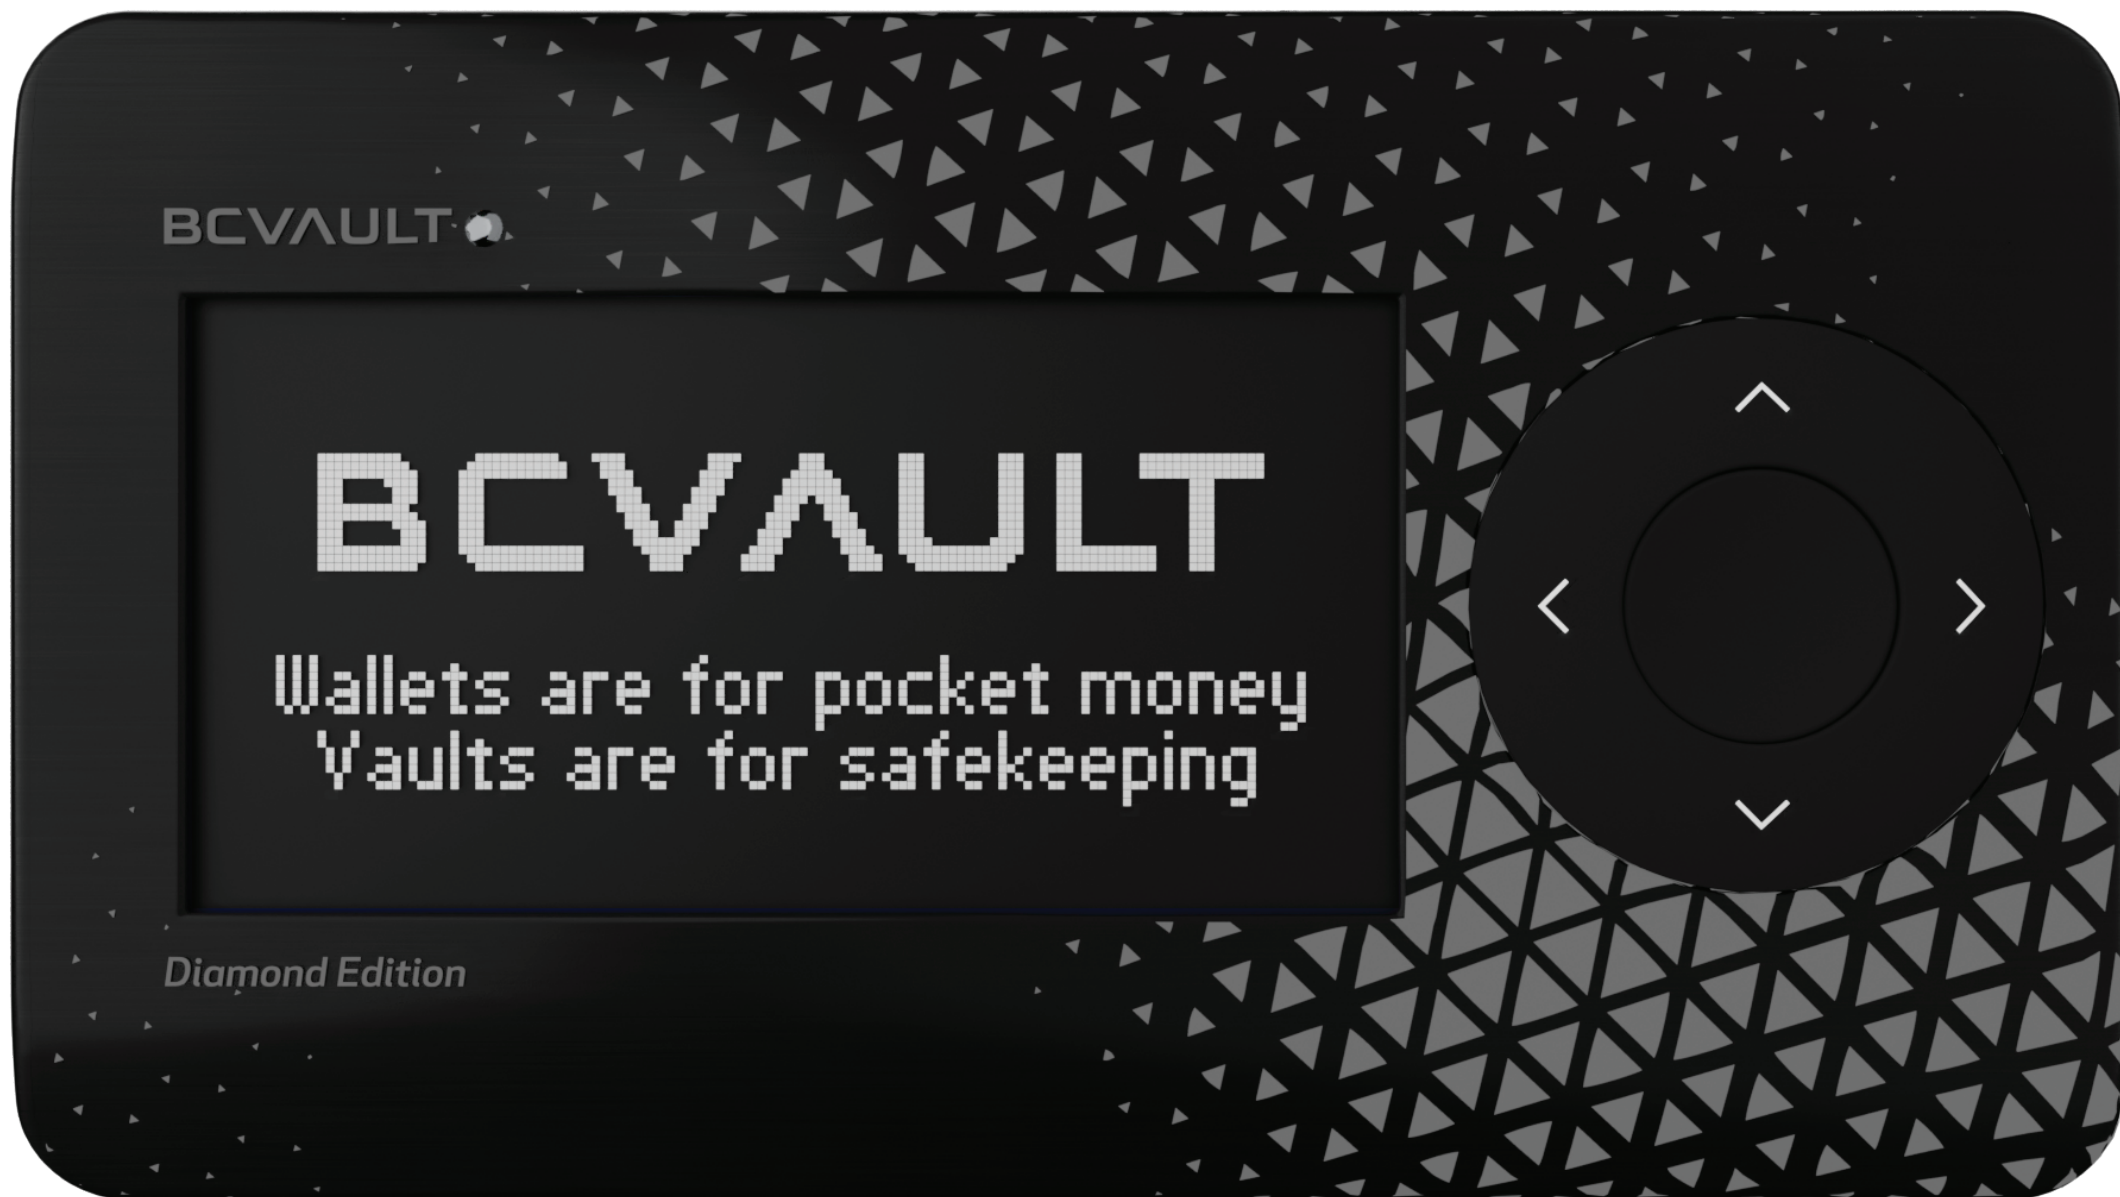 BCVAULT
BCVAULT
Wallets are for pocket money
Vaults are for safekeeping
Diamond Edition